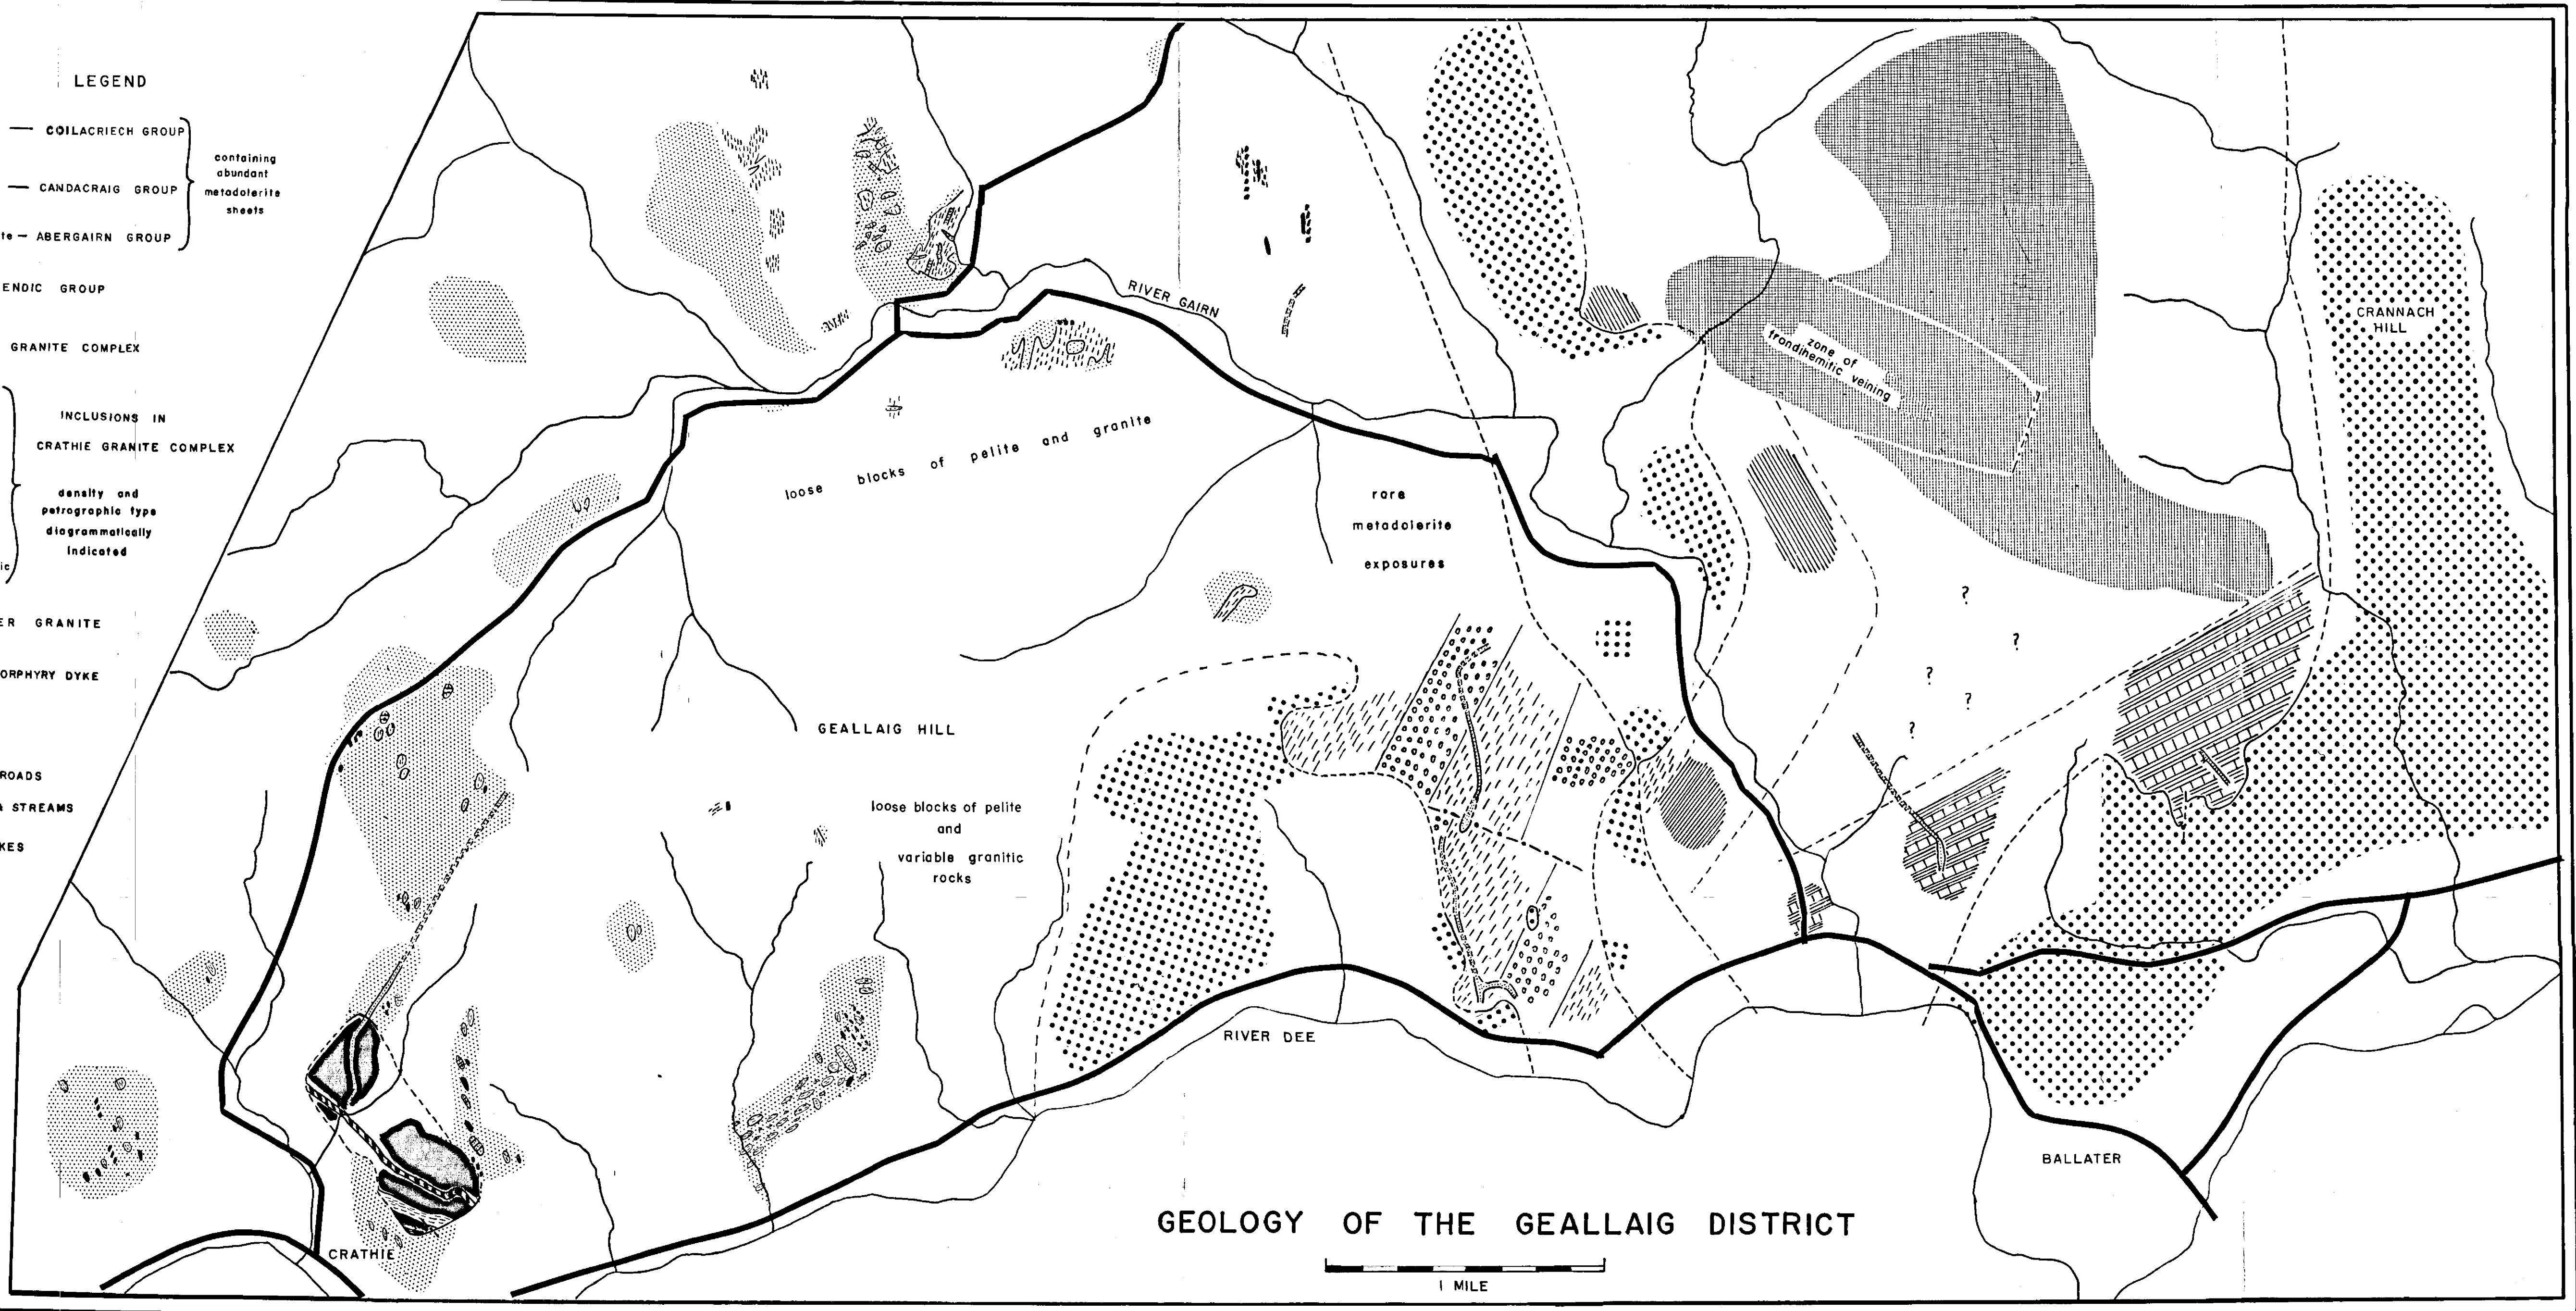 LEGEND
— COILACRIECH GROUP
— CANDACRAIG GROUP
te — ABERGAIRN GROUP
containing
abundant
metadolerite
sheets
ENDIC GROUP
GRANITE COMPLEX
INCLUSIONS IN
CRATHIE GRANITE COMPLEX
density and
petrographic type
diagrammatically
indicated
ic
ER GRANITE
ORPHYRY DYKE
ROADS
& STREAMS
KES
RIVER GAIRN
CRANNACH
HILL
zone of
trondihemitic veining
loose blocks of pelite and granite
rare
metadolerite
exposures
?
?
?
?
?
GEALLAIG HILL
loose blocks of pelite
and
variable granitic
rocks
RIVER DEE
BALLATER
CRATHIE
GEOLOGY OF THE GEALLAIG DISTRICT
1 MILE